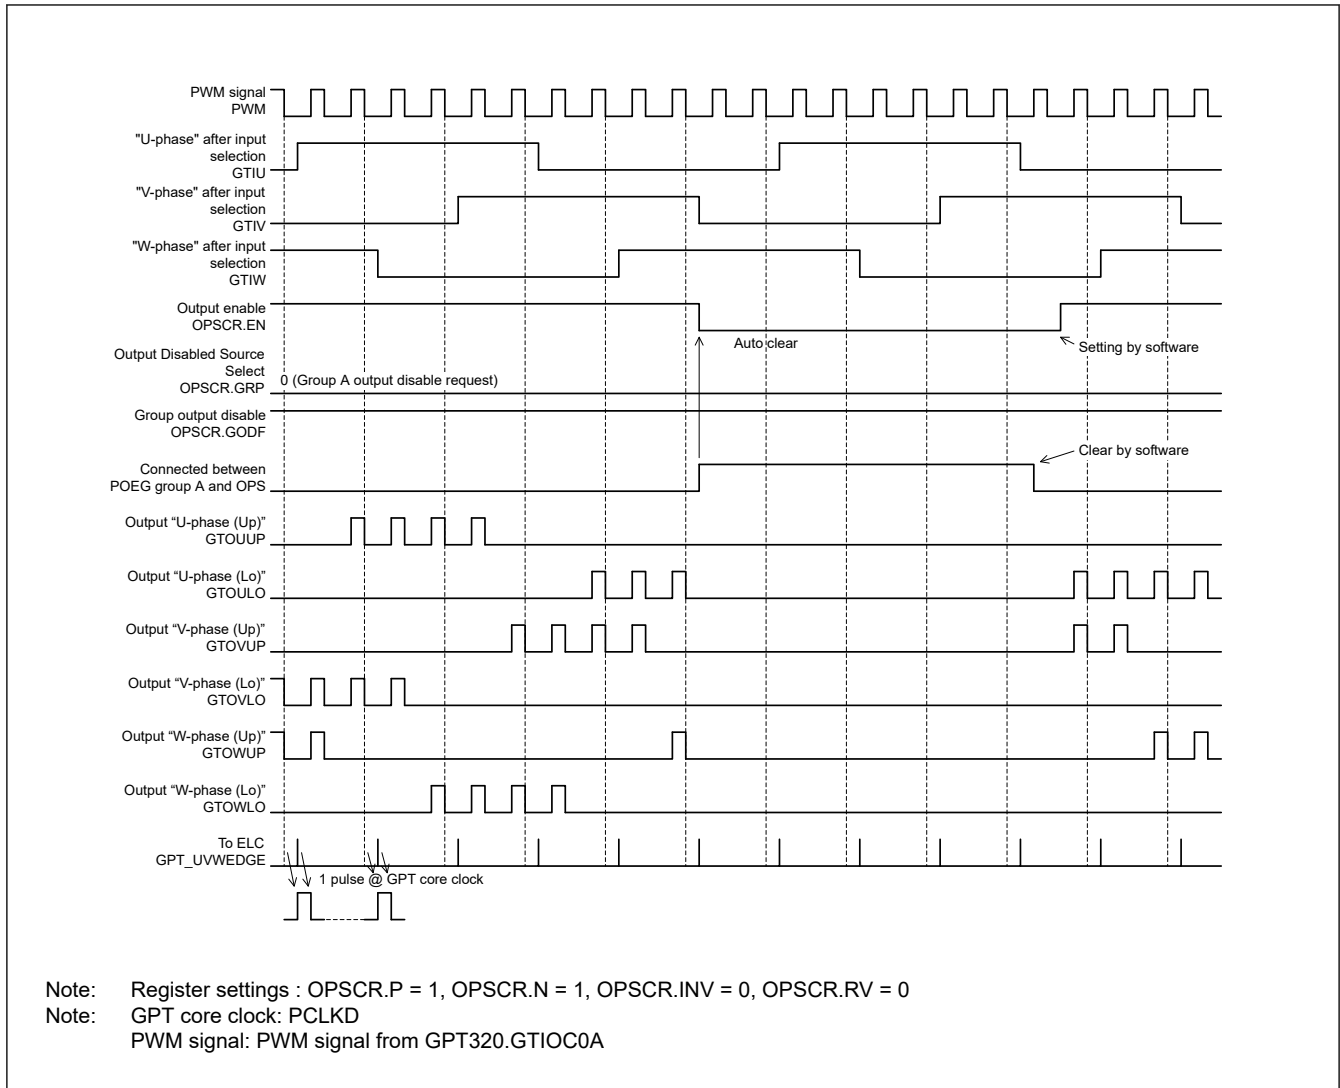 PWM signal
PWM
"U-phase" after input
selection
GTIU
"V-phase" after input
selection
GTIV
"W-phase" after input
selection
GTIW
Output enable
OPSCR.EN
Auto clear
Setting by software
Output Disabled Source
Select
OPSCR.GRP
0 (Group A output disable request)
Group output disable
OPSCR.GODF
Clear by software
Connected between
POEG group A and OPS
Output “U-phase (Up)”
GTOUUP
Output “U-phase (Lo)”
GTOULO
Output “V-phase (Up)”
GTOVUP
Output “V-phase (Lo)”
GTOVLO
Output “W-phase (Up)”
GTOWUP
Output “W-phase (Lo)”
GTOWLO
To ELC
GPT_UVWEDGE
1 pulse @ GPT core clock
Note: Register settings : OPSCR.P = 1, OPSCR.N = 1, OPSCR.INV = 0, OPSCR.RV = 0
Note: GPT core clock: PCLKD
PWM signal: PWM signal from GPT320.GTIOC0A